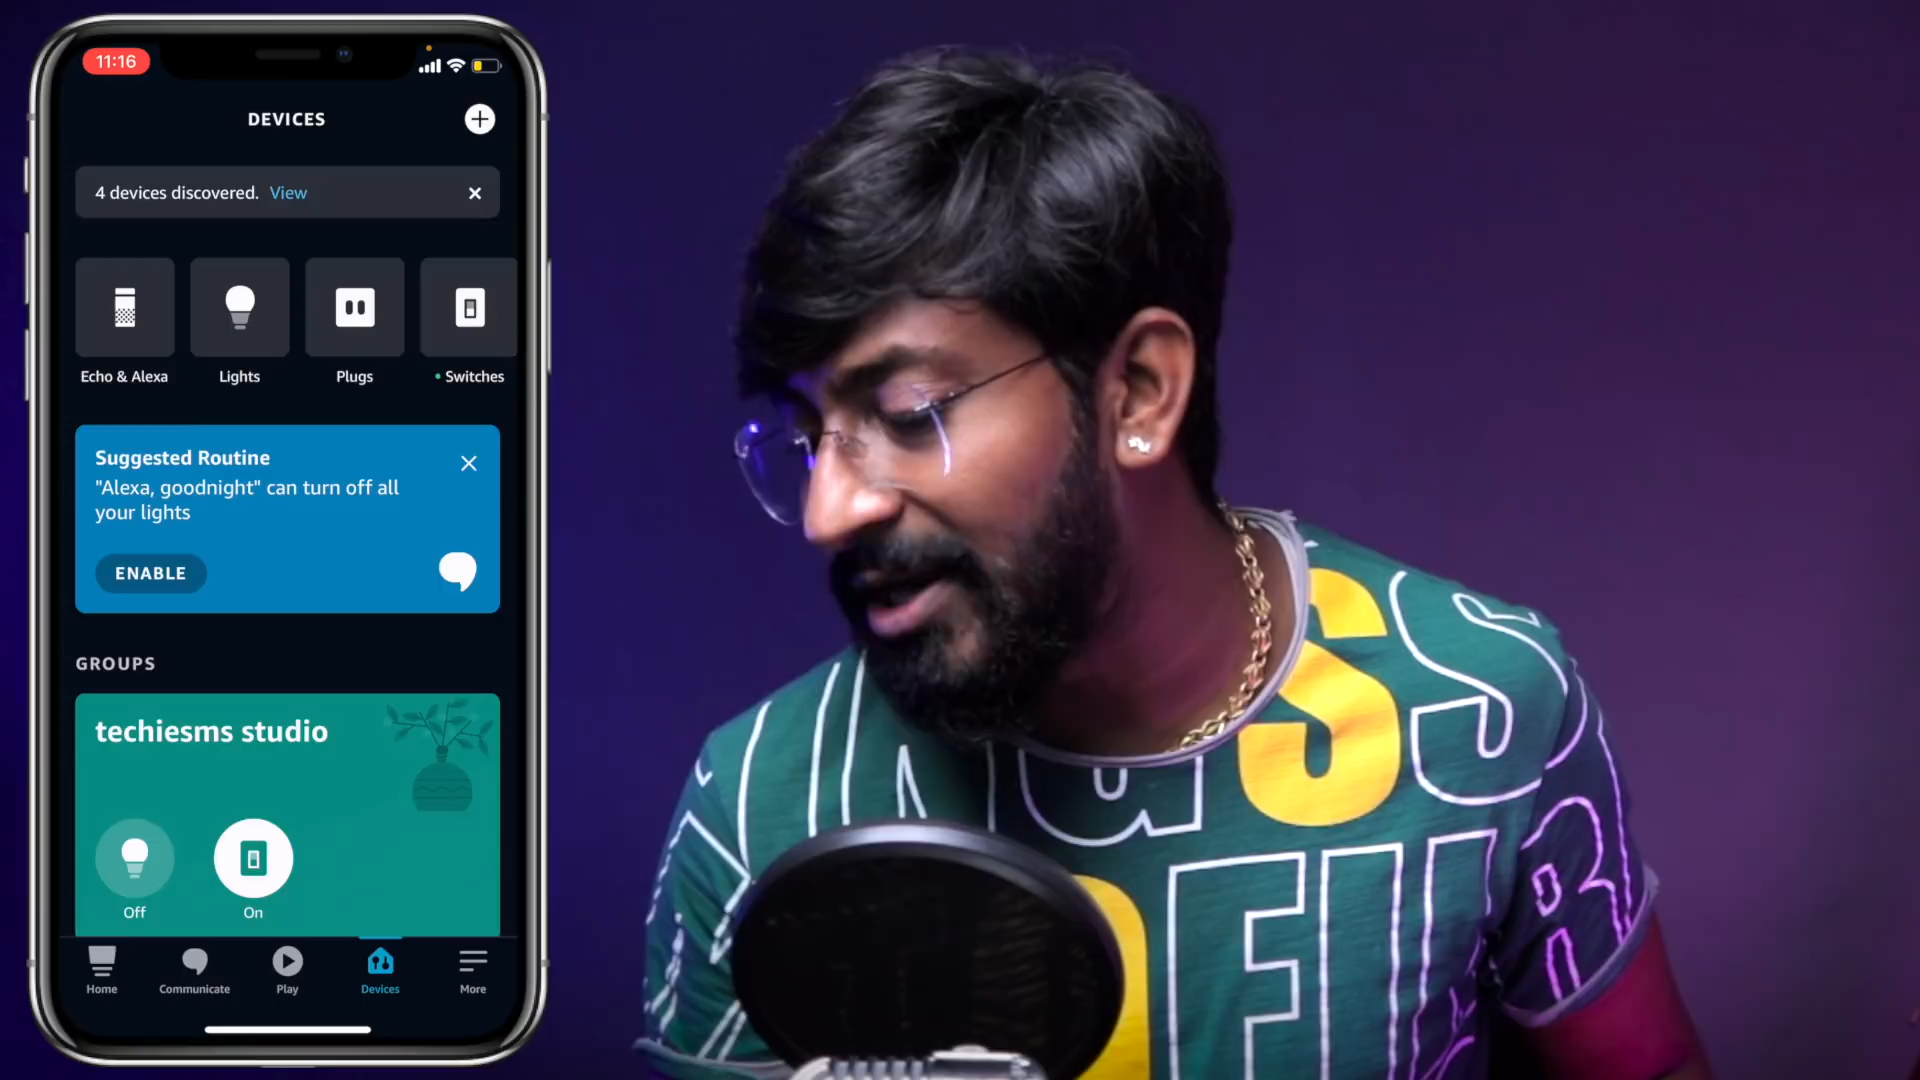 11:16
DEVICES
4 devices discovered. View
Echo & Alexa
Lights
Plugs
Switches
Suggested Routine
"Alexa, goodnight" can turn off all
your lights
ENABLE
GROUPS
techiesms studio
Off
On
Home
Communicate
Play
Devices
More